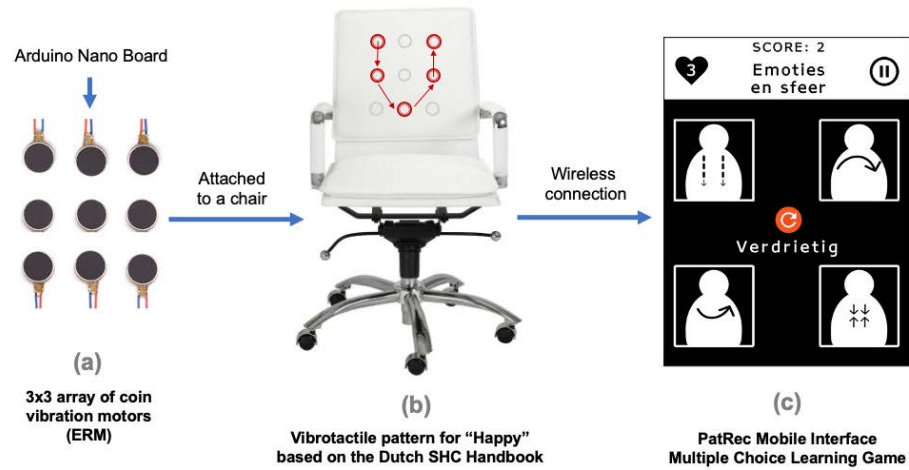 Arduino Nano Board
Attached
to a chair
Wireless
connection
3
SCORE: 2
Emoties
en sfeer
Verdrietig
(a)
3x3 array of coin
vibration motors
(ERM)
(b)
Vibrotactile pattern for “Happy”
based on the Dutch SHC Handbook
(c)
PatRec Mobile Interface
Multiple Choice Learning Game